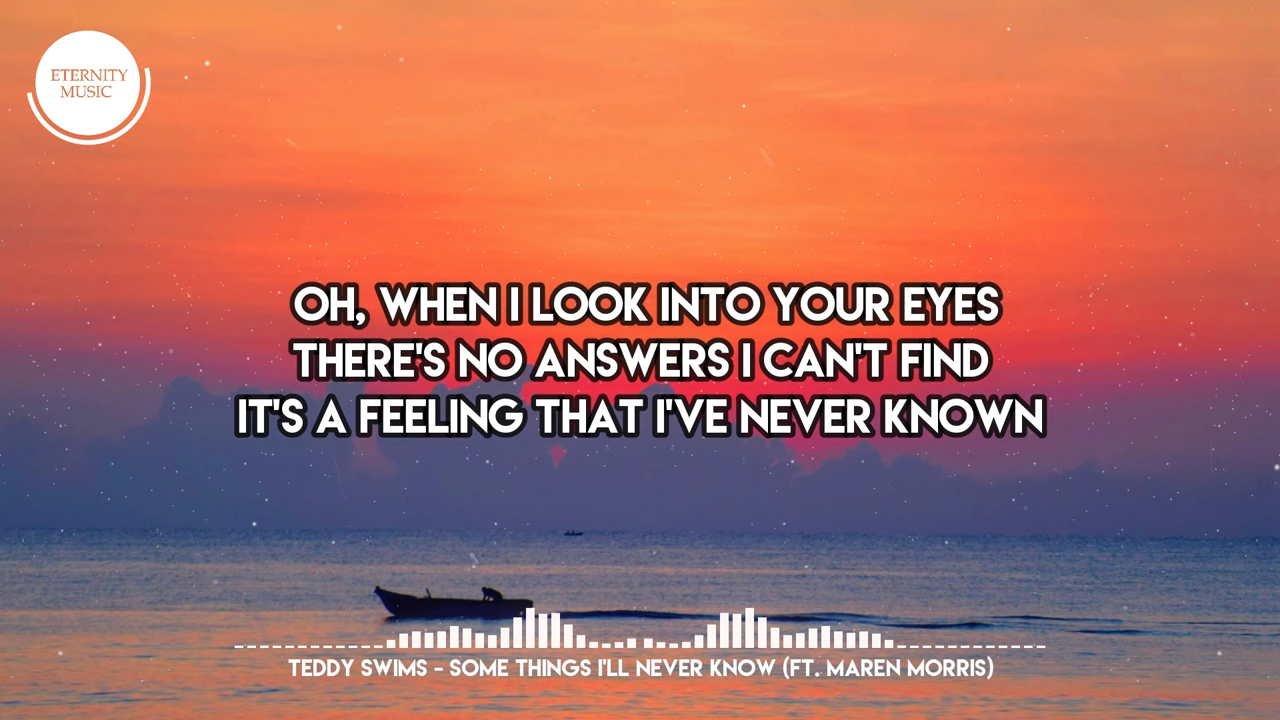 ETERNITY
MUSIC
OH, WHEN I LOOK INTO YOUR EYES
THERE'S NO ANSWERS I CAN'T FIND
IT'S A FEELING THAT I'VE NEVER KNOWN
TEDDY SWIMS - SOME THINGS I'LL NEVER KNOW (FT. MAREN MORRIS)